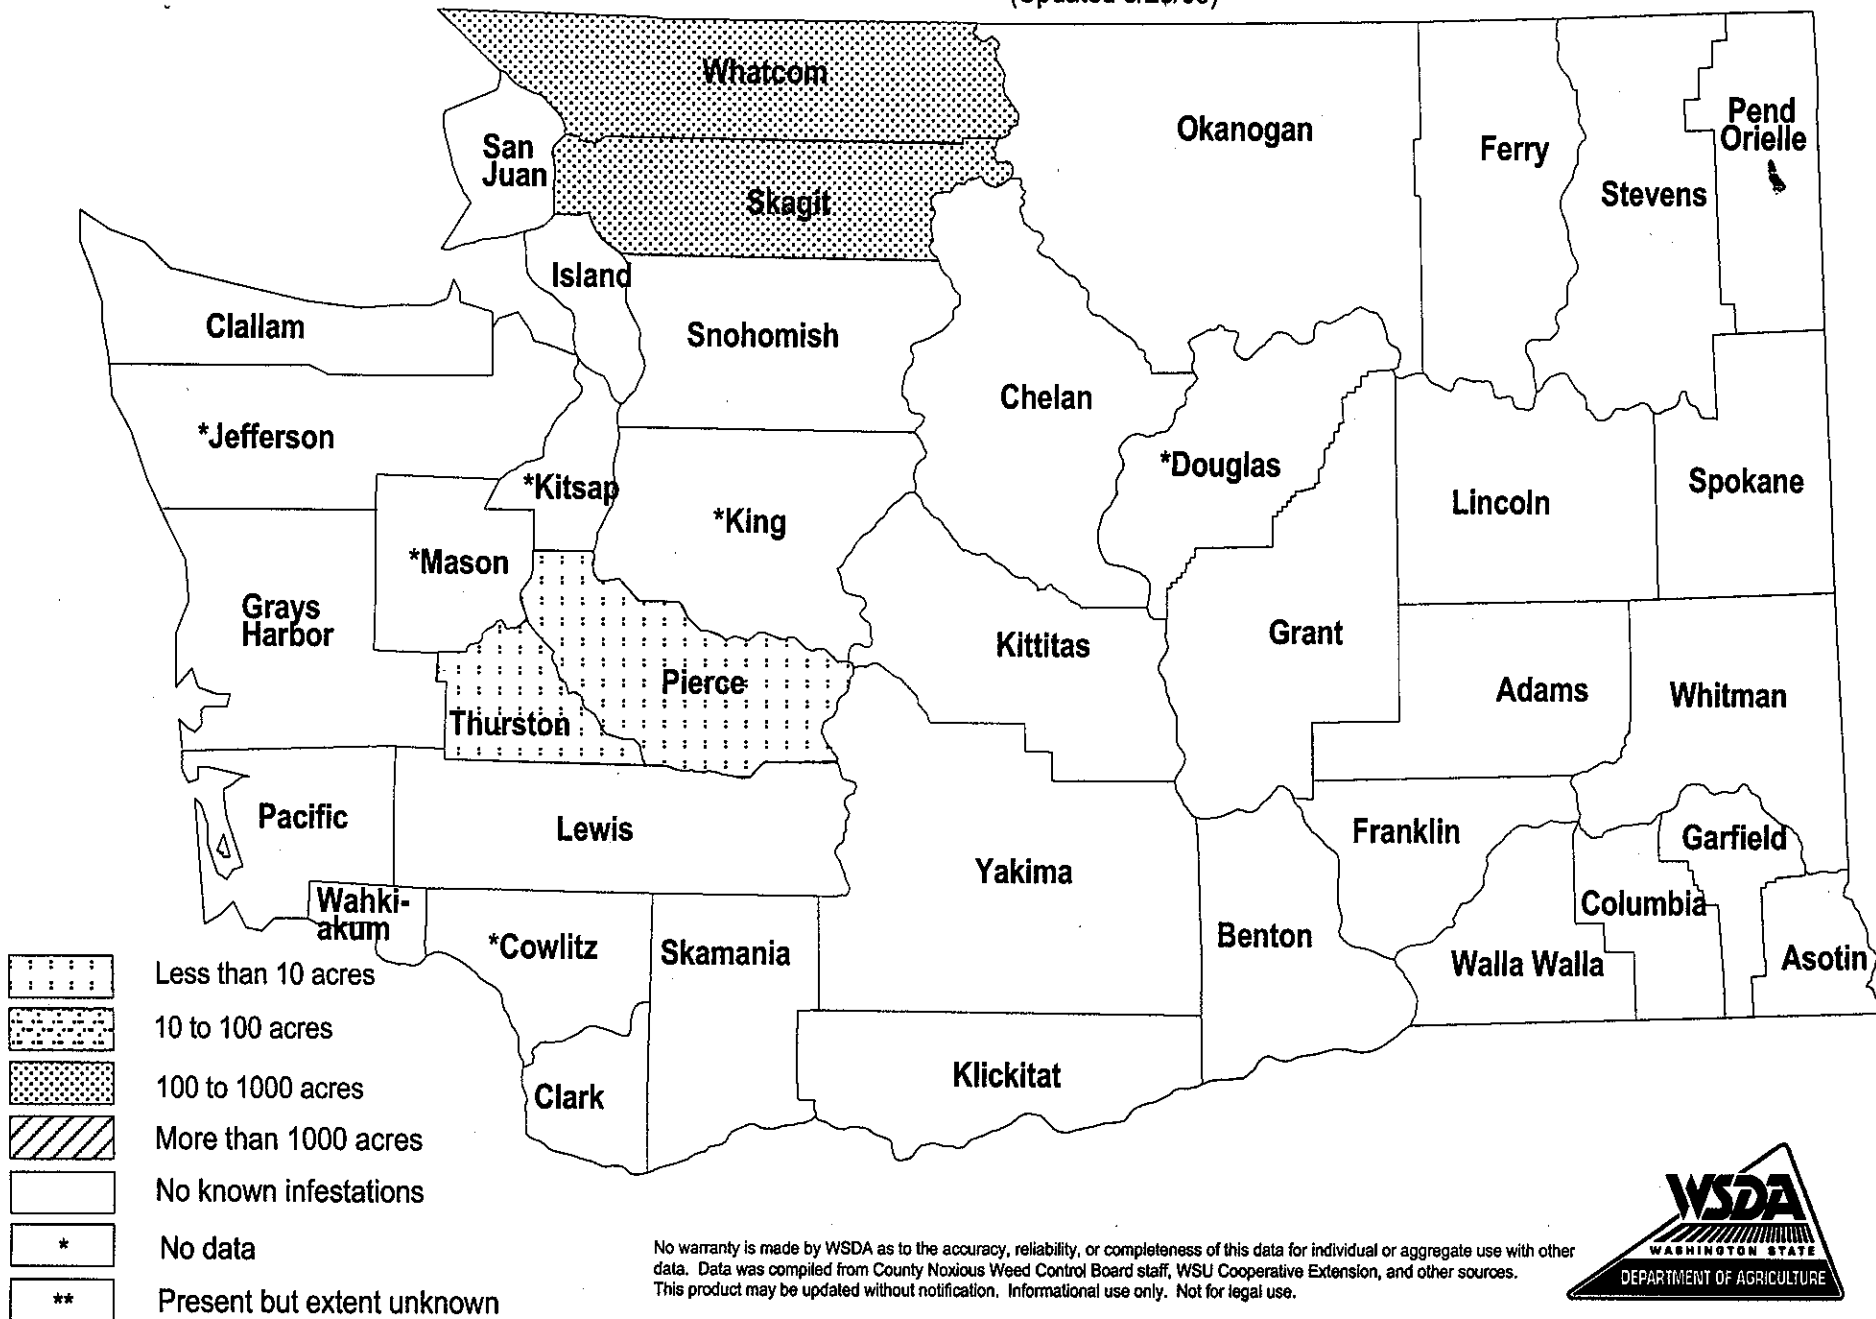 Whatcom
Okanogan
Pend
Orielle
Ferry
San
Juan
Stevens
Skagit
Island
Clallam
Snohomish
Chelan
*Jefferson
*Douglas
*Kitsap
Spokane
Lincoln
*King
*Mason
Grays
Harbor
Kittitas
Grant
Pierce
Adams
Whitman
Thurston
Pacific
Lewis
Franklin
Garfield
Yakima
Wahki-
akum
Columbia
*Cowlitz
Skamania
Benton
Walla Walla
Asotin
Clark
Klickitat
Less than 10 acres
10 to 100 acres
100 to 1000 acres
More than 1000 acres
No known infestations
* No data
** Present but extent unknown
No warranty is made by WSDA as to the accuracy, reliability, or completeness of this data for individual or aggregate use with other
data. Data was compiled from County Noxious Weed Control Board staff, WSU Cooperative Extension, and other sources.
This product may be updated without notification. Informational use only. Not for legal use.
WSDA
WASHINGTON STATE
DEPARTMENT OF AGRICULTURE